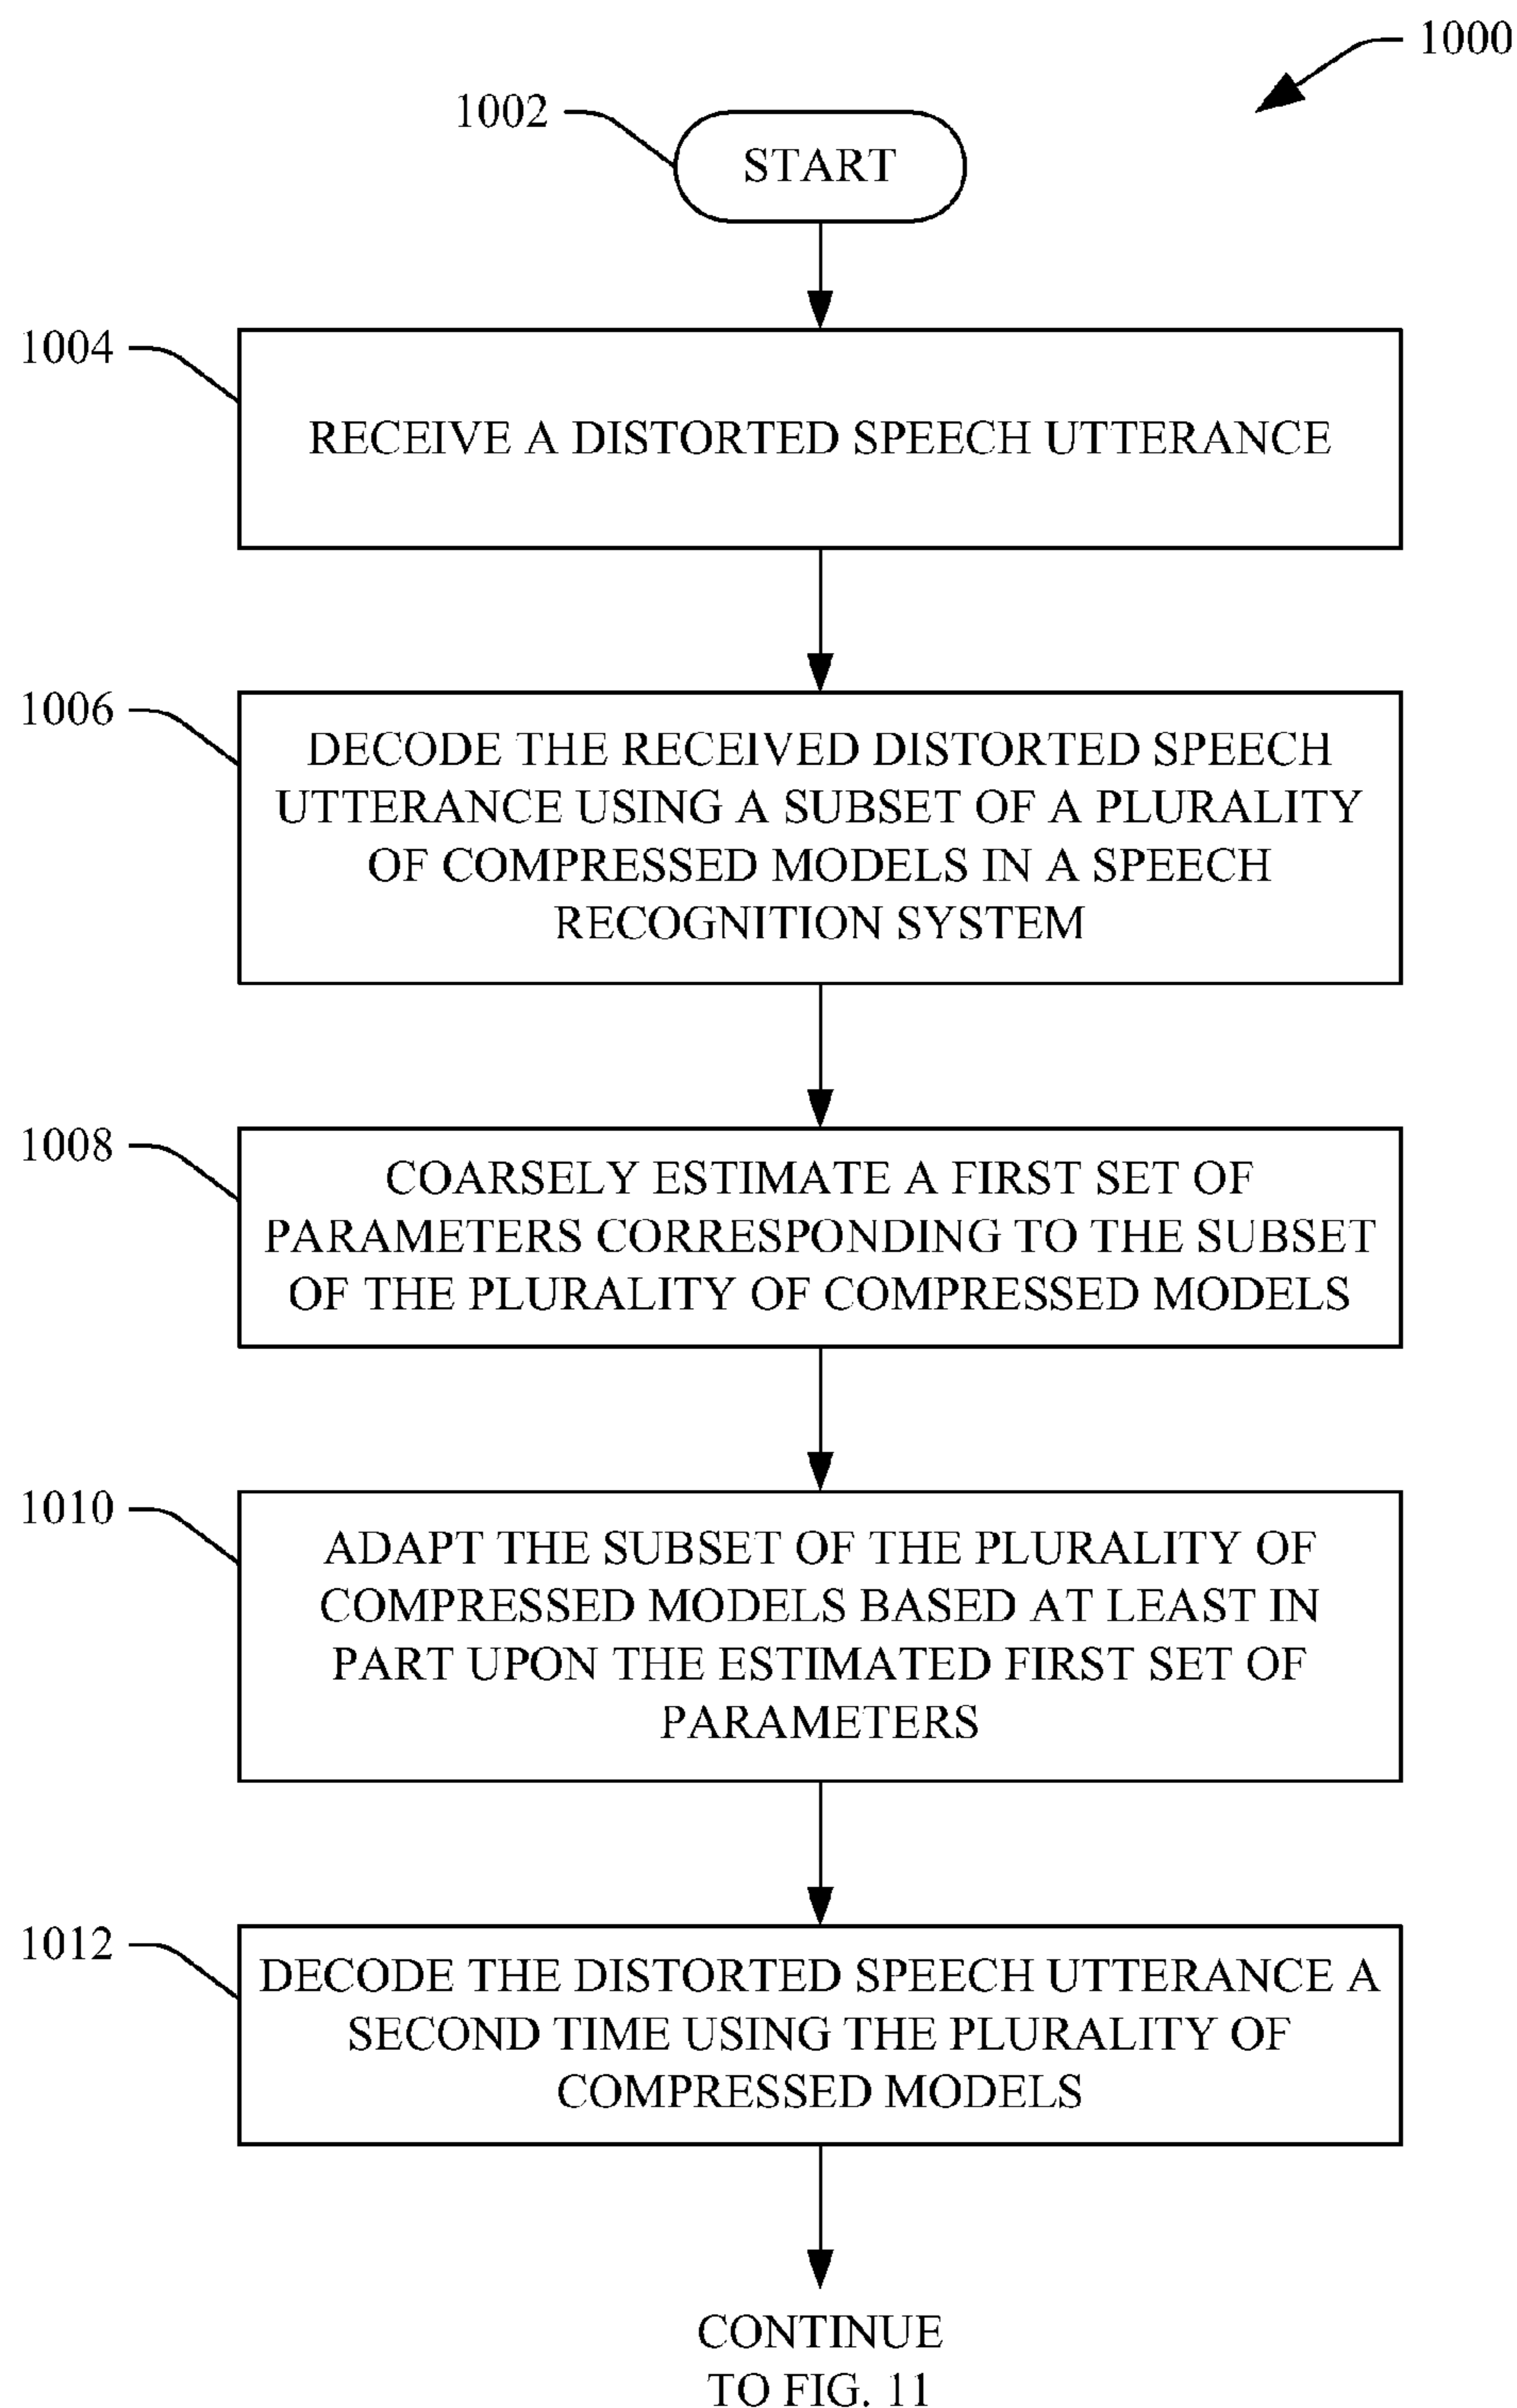 1000
1002
START
1004
RECEIVE A DISTORTED SPEECH UTTERANCE
1006
DECODE THE RECEIVED DISTORTED SPEECH
UTTERANCE USING A SUBSET OF A PLURALITY
OF COMPRESSED MODELS IN A SPEECH
RECOGNITION SYSTEM
1008
COARSELY ESTIMATE A FIRST SET OF
PARAMETERS CORRESPONDING TO THE SUBSET
OF THE PLURALITY OF COMPRESSED MODELS
1010
ADAPT THE SUBSET OF THE PLURALITY OF
COMPRESSED MODELS BASED AT LEAST IN
PART UPON THE ESTIMATED FIRST SET OF
PARAMETERS
1012
DECODE THE DISTORTED SPEECH UTTERANCE A
SECOND TIME USING THE PLURALITY OF
COMPRESSED MODELS
CONTINUE
TO FIG. 11